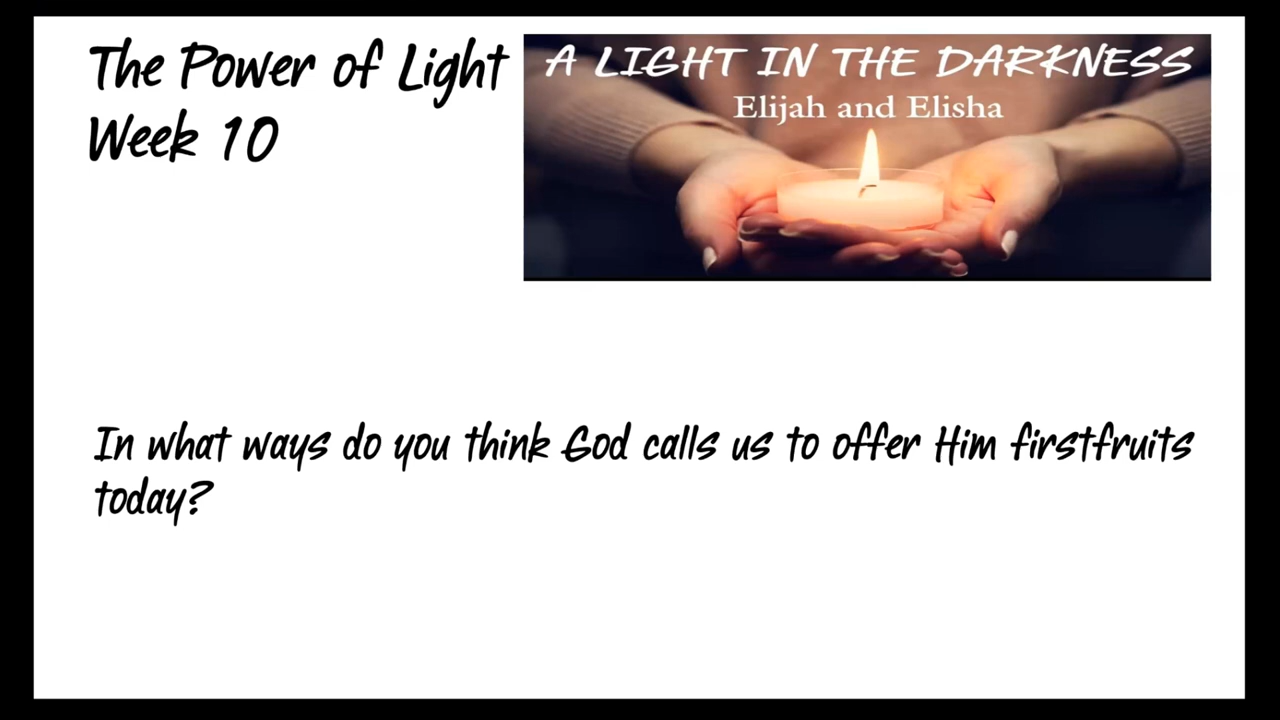 The Power of Light
Week 10
A LIGHT IN THE DARKNESS
Elijah and Elisha
In what ways do you think God calls us to offer Him firstfruits
today?